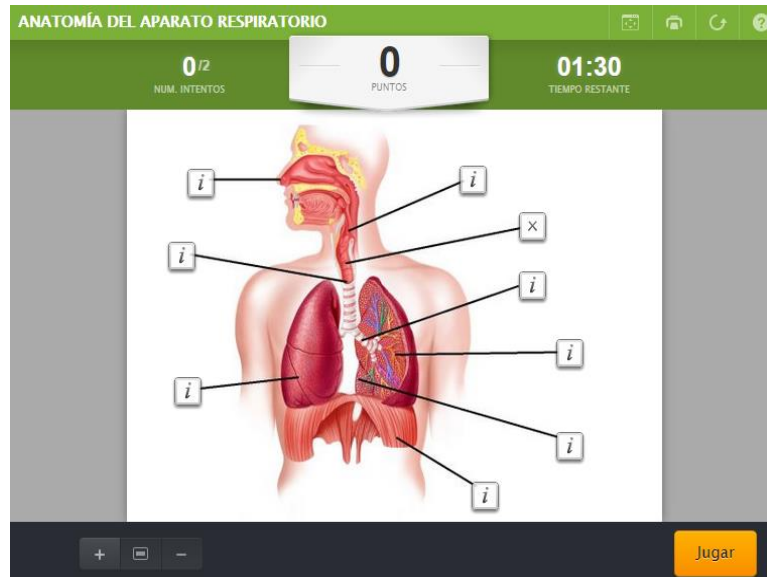 ANATOMÍA DEL APARATO RESPIRATORIO
?
0/2
NUM. INTENTOS
0
PUNTOS
01:30
TIEMPO RESTANTE
i
i
x
i
i
i
i
i
i
+
-
Jugar